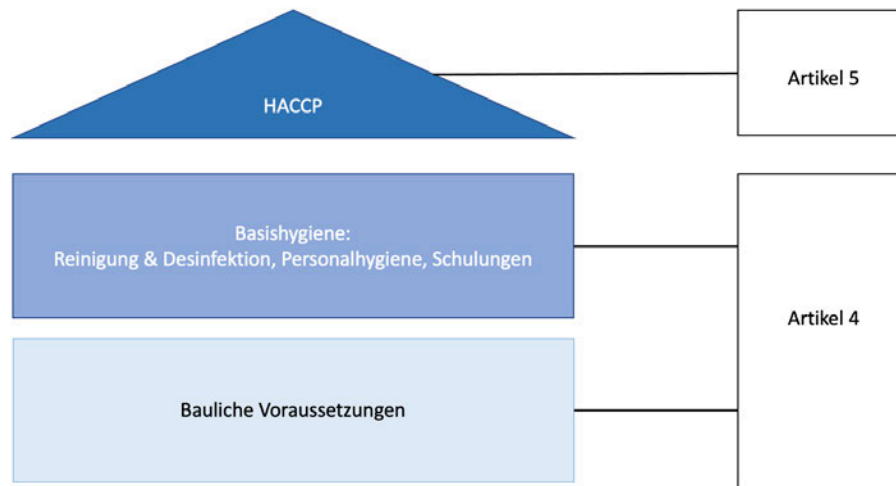 HACCP
Artikel 5
Basishygiene:
Reinigung & Desinfektion, Personalhygiene, Schulungen
Artikel 4
Bauliche Voraussetzungen